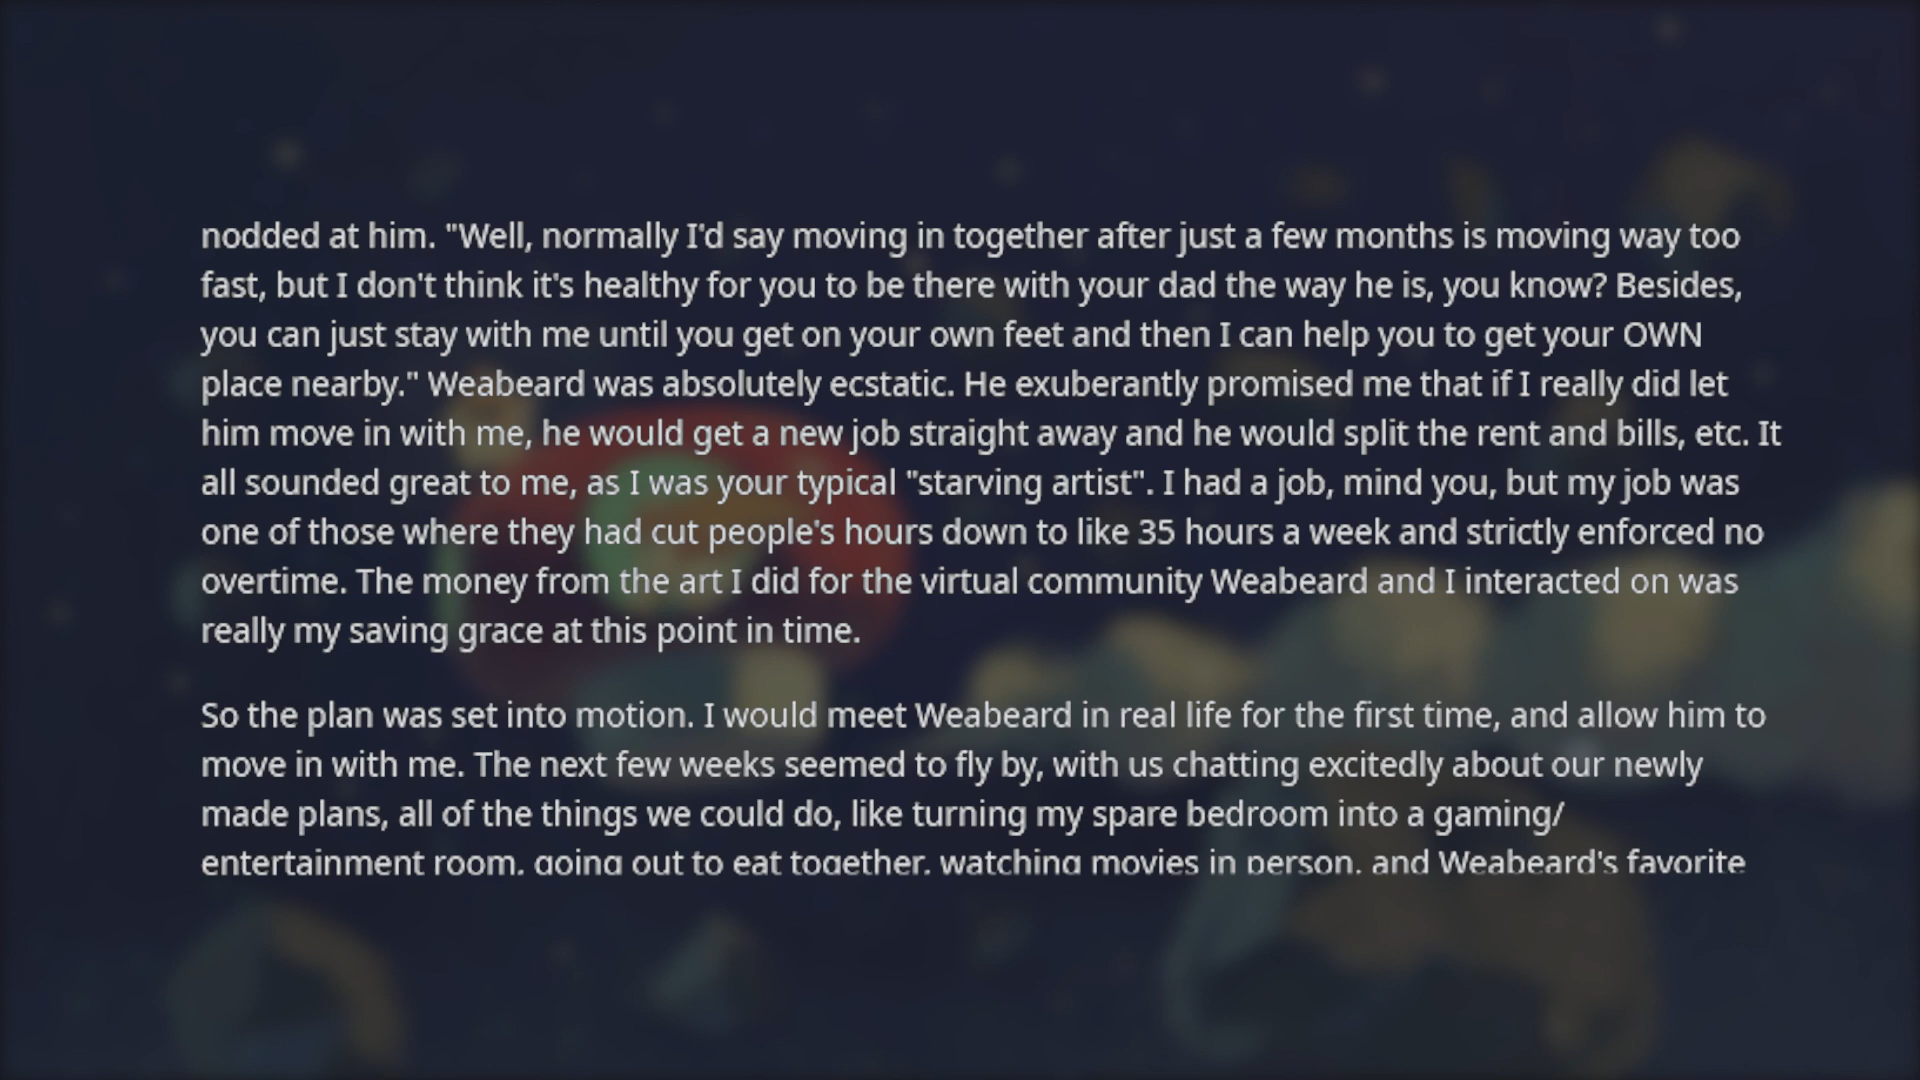 nodded at him. "Well, normally I'd say moving in together after just a few months is moving way too
fast, but I don't think it's healthy for you to be there with your dad the way he is, you know? Besides,
you can just stay with me until you get on your own feet and then I can help you to get your OWN
place nearby." Weabeard was absolutely ecstatic. He exuberantly promised me that if I really did let
him move in with me, he would get a new job straight away and he would split the rent and bills, etc. It
all sounded great to me, as I was your typical "starving artist". I had a job, mind you, but my job was
one of those where they had cut people's hours down to like 35 hours a week and strictly enforced no
overtime. The money from the art I did for the virtual community Weabeard and I interacted on was
really my saving grace at this point in time.
So the plan was set into motion. I would meet Weabeard in real life for the first time, and allow him to
move in with me. The next few weeks seemed to fly by, with us chatting excitedly about our newly
made plans, all of the things we could do, like turning my spare bedroom into a gaming/
entertainment room, going out to eat together, watching movies in person, and Weabeard's favorite